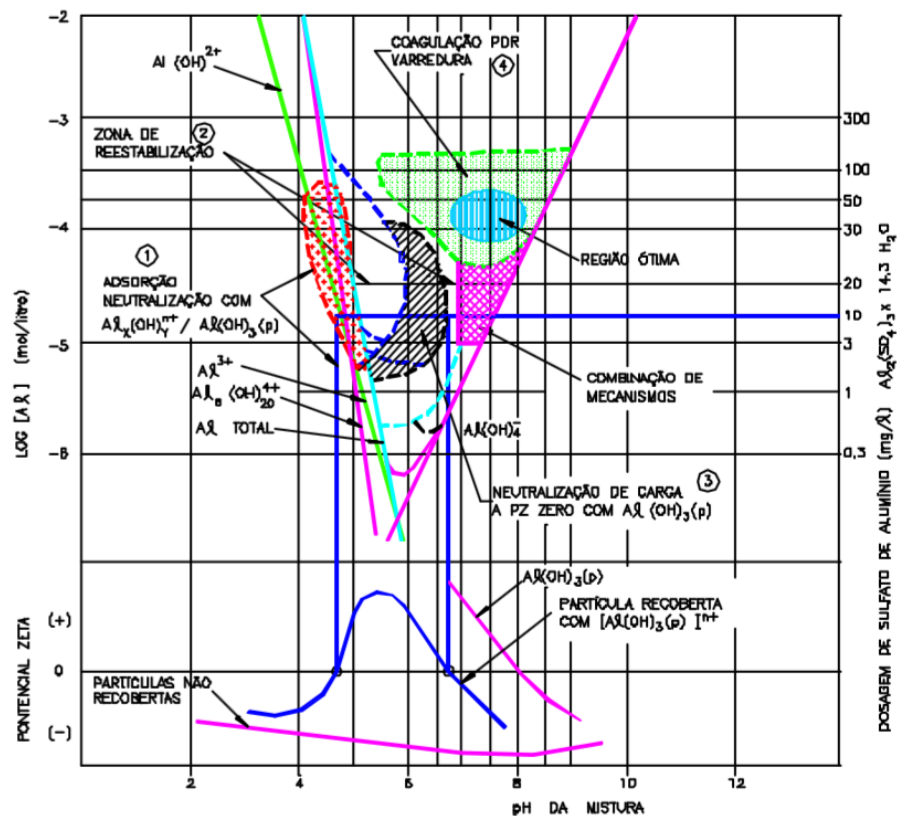 -2
-3
-4
-5
-6
LOG [Aℓ] (mol/litro)
Al (OH)²⁺
COAGULAÇÃO PDR
VARREDURA ④
ZONA DE ②
REESTABILIZAÇÃO
①
ADSORÇÃO
NEUTRALIZAÇÃO COM
Aℓx(OH)Yⁿ⁺/ Aℓ(OH)₃(p)
Aℓ³⁺
Aℓ₈ (OH)₂₀⁴⁺
Aℓ TOTAL
REGIÃO ÓTIMA
COMBINAÇÃO DE
MECANISMOS
Aℓ(OH)₄⁻
③
NEUTRALIZAÇÃO DE CARGA
A PZ ZERO COM Aℓ (OH)₃(p)
300
100
50
30
20
10
3
1
0,3
DOSAGEM DE SULFATO DE ALUMÍNIO (mg/ℓ) Aℓ₂(SO₄)₃ x 14,3 H₂O
PONTENCIAL ZETA
(+)
0
(-)
Aℓ(OH)₃(p)
PARTÍCULA RECOBERTA
COM [Aℓ(OH)₃(p) ]ⁿ⁺
PARTICULAS NÃO
RECOBERTAS
2
4
6
8
10
12
pH DA MISTURA